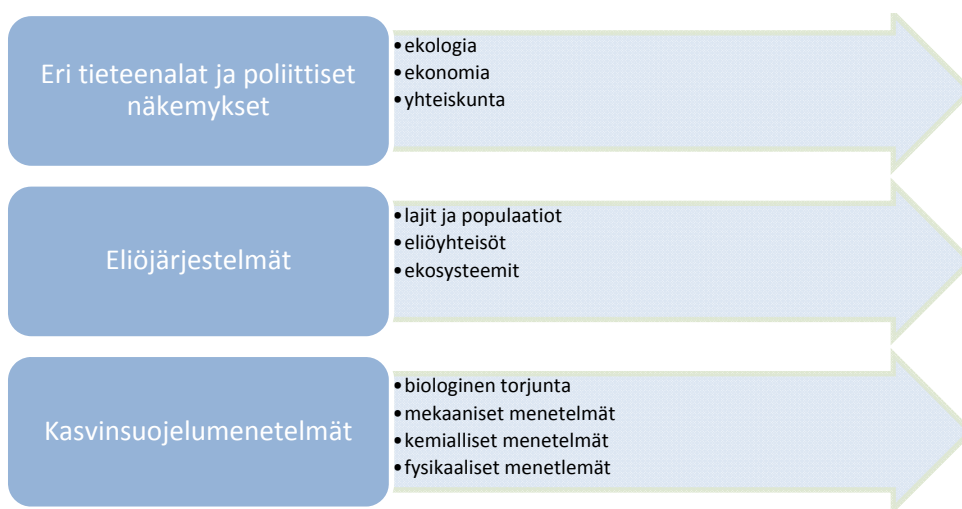 Eri tieteenalat ja poliittiset
näkemykset
•ekologia
•ekonomia
•yhteiskunta
Eliöjärjestelmät
•lajit ja populaatiot
•eliöyhteisöt
•ekosysteemit
Kasvinsuojelumenetelmät
•biologinen torjunta
•mekaaniset menetelmät
•kemialliset menetelmät
•fysikaaliset menetlemät